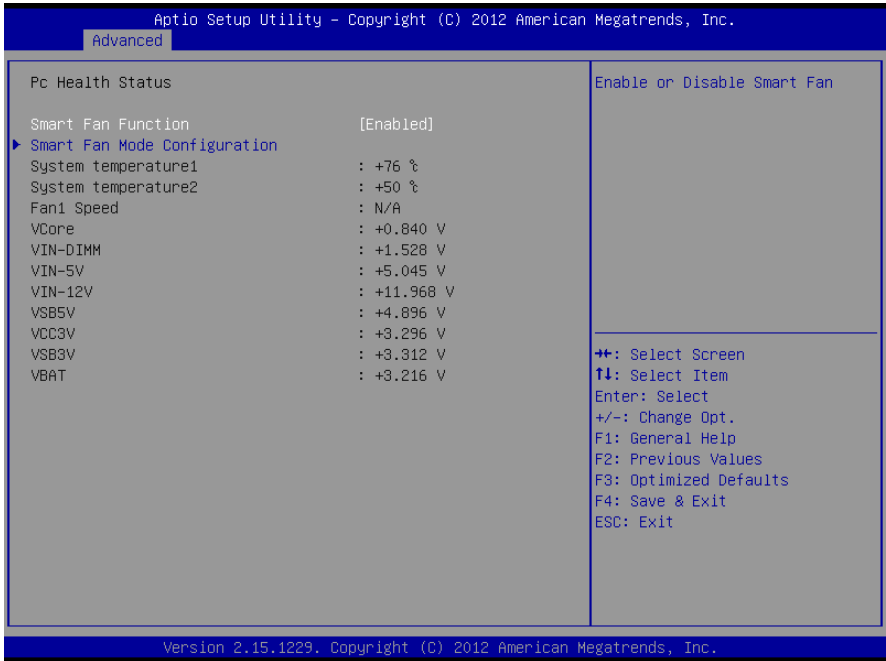 Aptio Setup Utility – Copyright (C) 2012 American Megatrends, Inc.
Advanced
Pc Health Status
Smart Fan Function [Enabled]
Smart Fan Mode Configuration
System temperature1 : +76 ℃
System temperature2 : +50 ℃
Fan1 Speed : N/A
VCore : +0.840 V
VIN-DIMM : +1.528 V
VIN-5V : +5.045 V
VIN-12V : +11.968 V
VSB5V : +4.896 V
VCC3V : +3.296 V
VSB3V : +3.312 V
VBAT : +3.216 V
Enable or Disable Smart Fan
→←: Select Screen
↑↓: Select Item
Enter: Select
+/-: Change Opt.
F1: General Help
F2: Previous Values
F3: Optimized Defaults
F4: Save & Exit
ESC: Exit
Version 2.15.1229. Copyright (C) 2012 American Megatrends, Inc.